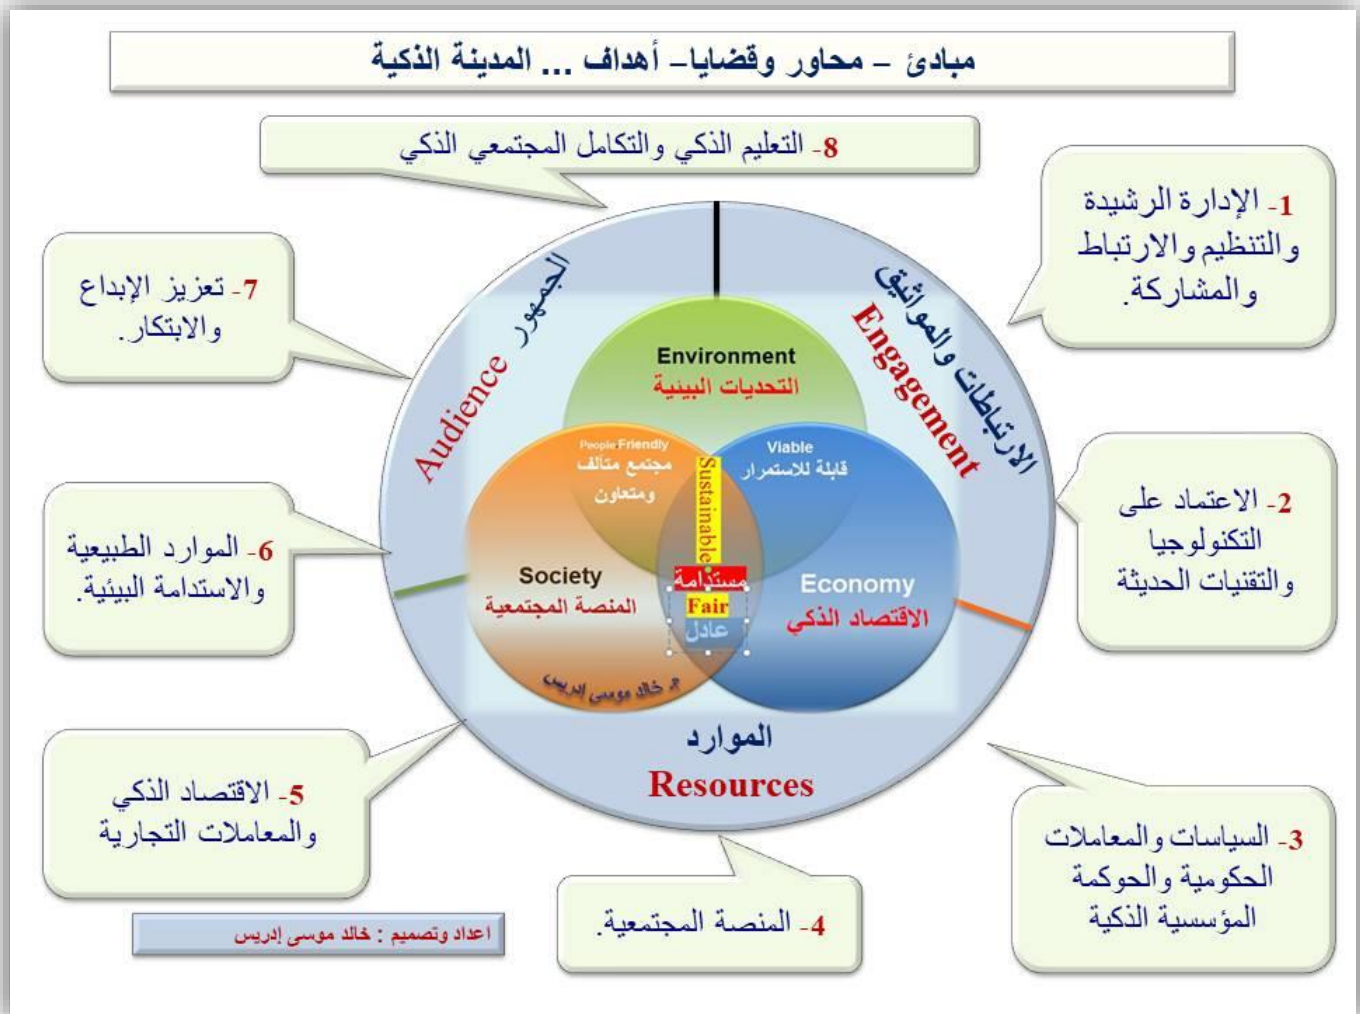 مبادئ – محاور وقضايا– أهداف ... المدينة الذكية
8- التعليم الذكي والتكامل المجتمعي الذكي
1- الإدارة الرشيدة
والتنظيم والارتباط
والمشاركة.
7- تعزيز الإبداع
والابتكار.
الجمهور
Audience
الارتباطات والمواثيق
Engagement
Environment
التحديات البيئية
People Friendly
مجتمع متآلف
ومتعاون
Viable
قابلة للاستمرار
Sustainable
مستدامة
Fair
عادل
Society
المنصة المجتمعية
Economy
الاقتصاد الذكي
م. خالد موسى إدريس
الموارد
Resources
2- الاعتماد على
التكنولوجيا
والتقنيات الحديثة
6- الموارد الطبيعية
والاستدامة البيئية.
5- الاقتصاد الذكي
والمعاملات التجارية
3- السياسات والمعاملات
الحكومية والحوكمة
المؤسسية الذكية
4- المنصة المجتمعية.
اعداد وتصميم : خالد موسى إدريس